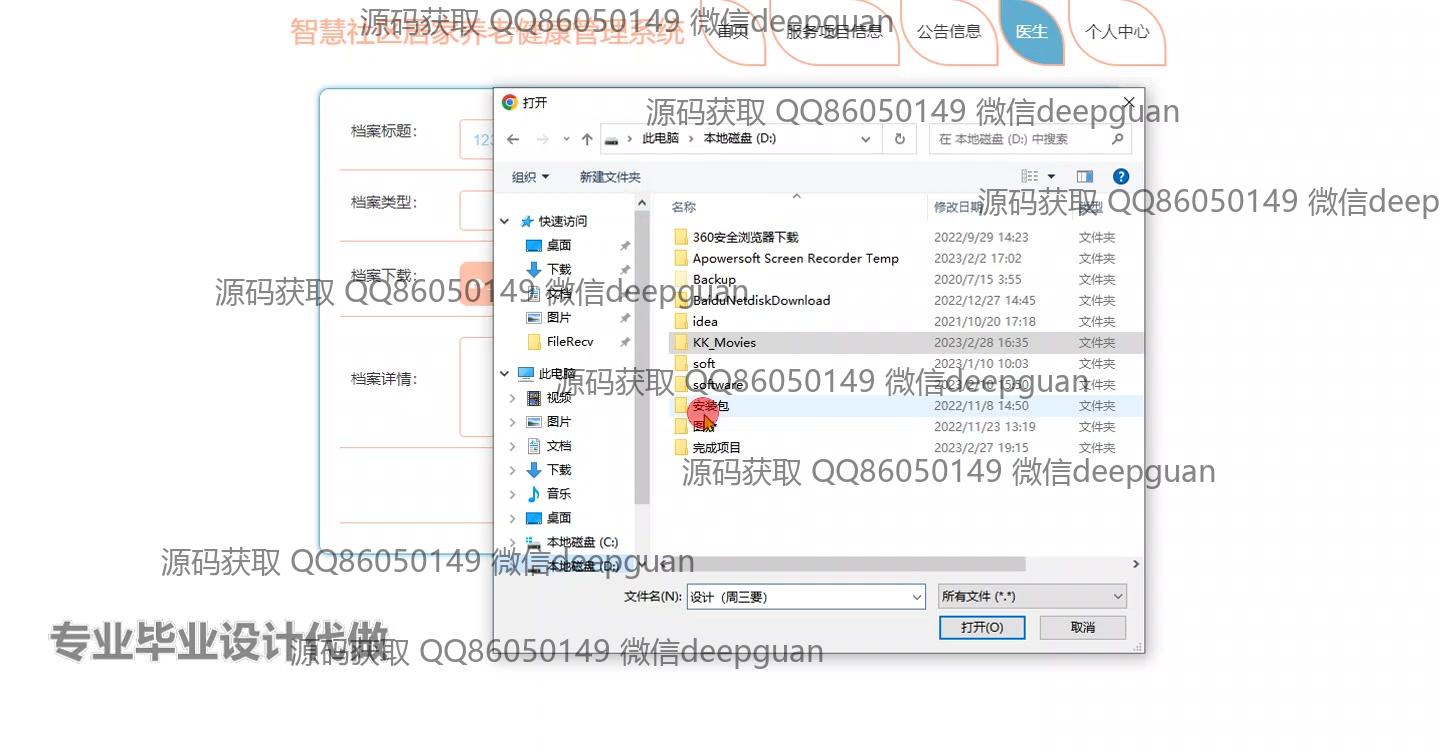 智慧社区居家养老健康管理系统
源码获取 QQ86050149 微信deepguan
首页
服务项目信息
公告信息
医生
个人中心
打开
源码获取 QQ86050149 微信deepguan
档案标题:
123
此电脑 › 本地磁盘 (D:)
在 本地磁盘 (D:) 中搜索
组织
新建文件夹
档案类型:
名称
修改日期
类型
源码获取 QQ86050149 微信deep
快速访问
桌面
下载
文档
图片
FileRecv
此电脑
视频
图片
文档
下载
音乐
桌面
本地磁盘 (C:)
本地磁盘 (D:)
360安全浏览器下载 2022/9/29 14:23 文件夹
Apowersoft Screen Recorder Temp 2023/2/2 17:02 文件夹
Backup 2020/7/15 3:55 文件夹
BaiduNetdiskDownload 2022/12/27 14:45 文件夹
idea 2021/10/20 17:18 文件夹
KK_Movies 2023/2/28 16:35 文件夹
soft 2023/1/10 10:03 文件夹
software 2023/2/10 15:50 文件夹
安装包 2022/11/8 14:50 文件夹
2022/11/23 13:19 文件夹
完成项目 2023/2/27 19:15 文件夹
档案下载:
源码获取 QQ86050149 微信deepguan
档案详情:
源码获取 QQ86050149 微信deepguan
源码获取 QQ86050149 微信deepguan
源码获取 QQ86050149 微信deepguan
文件名(N):
设计（周三要）
所有文件 (*.*)
打开(O)
取消
专业毕业设计代做
源码获取 QQ86050149 微信deepguan